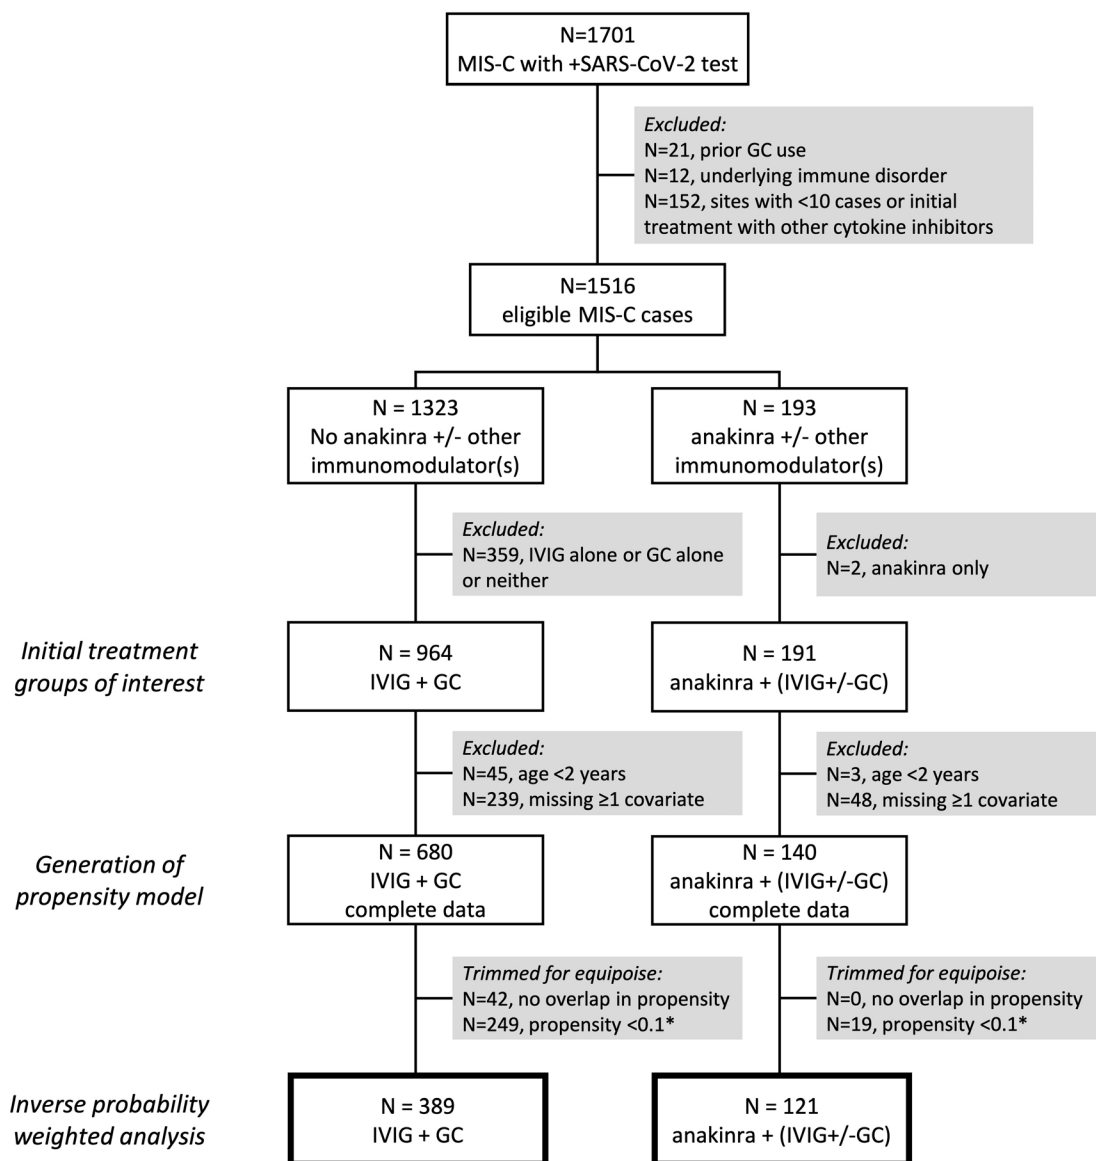 N=1701
MIS-C with +SARS-CoV-2 test
Excluded:
N=21, prior GC use
N=12, underlying immune disorder
N=152, sites with <10 cases or initial
treatment with other cytokine inhibitors
N=1516
eligible MIS-C cases
N = 1323
No anakinra +/- other
immunomodulator(s)
N = 193
anakinra +/- other
immunomodulator(s)
Excluded:
N=359, IVIG alone or GC alone
or neither
Excluded:
N=2, anakinra only
Initial treatment
groups of interest
N = 964
IVIG + GC
N = 191
anakinra + (IVIG+/-GC)
Excluded:
N=45, age <2 years
N=239, missing ≥1 covariate
Excluded:
N=3, age <2 years
N=48, missing ≥1 covariate
Generation of
propensity model
N = 680
IVIG + GC
complete data
N = 140
anakinra + (IVIG+/-GC)
complete data
Trimmed for equipoise:
N=42, no overlap in propensity
N=249, propensity <0.1*
Trimmed for equipoise:
N=0, no overlap in propensity
N=19, propensity <0.1*
Inverse probability
weighted analysis
N = 389
IVIG + GC
N = 121
anakinra + (IVIG+/-GC)